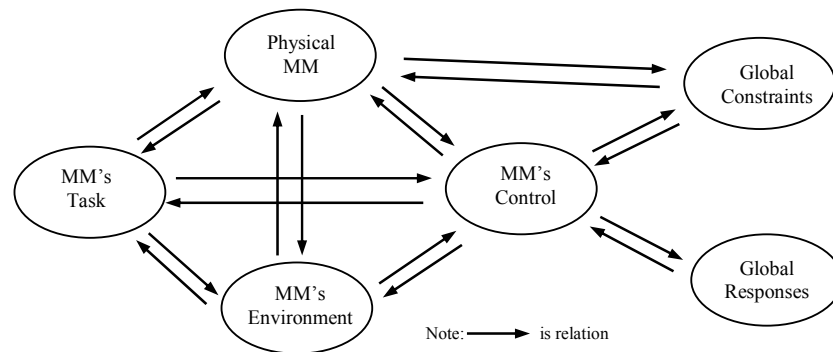 Physical
MM
Global
Constraints
MM's
Task
MM's
Control
MM's
Environment
Global
Responses
Note: is relation